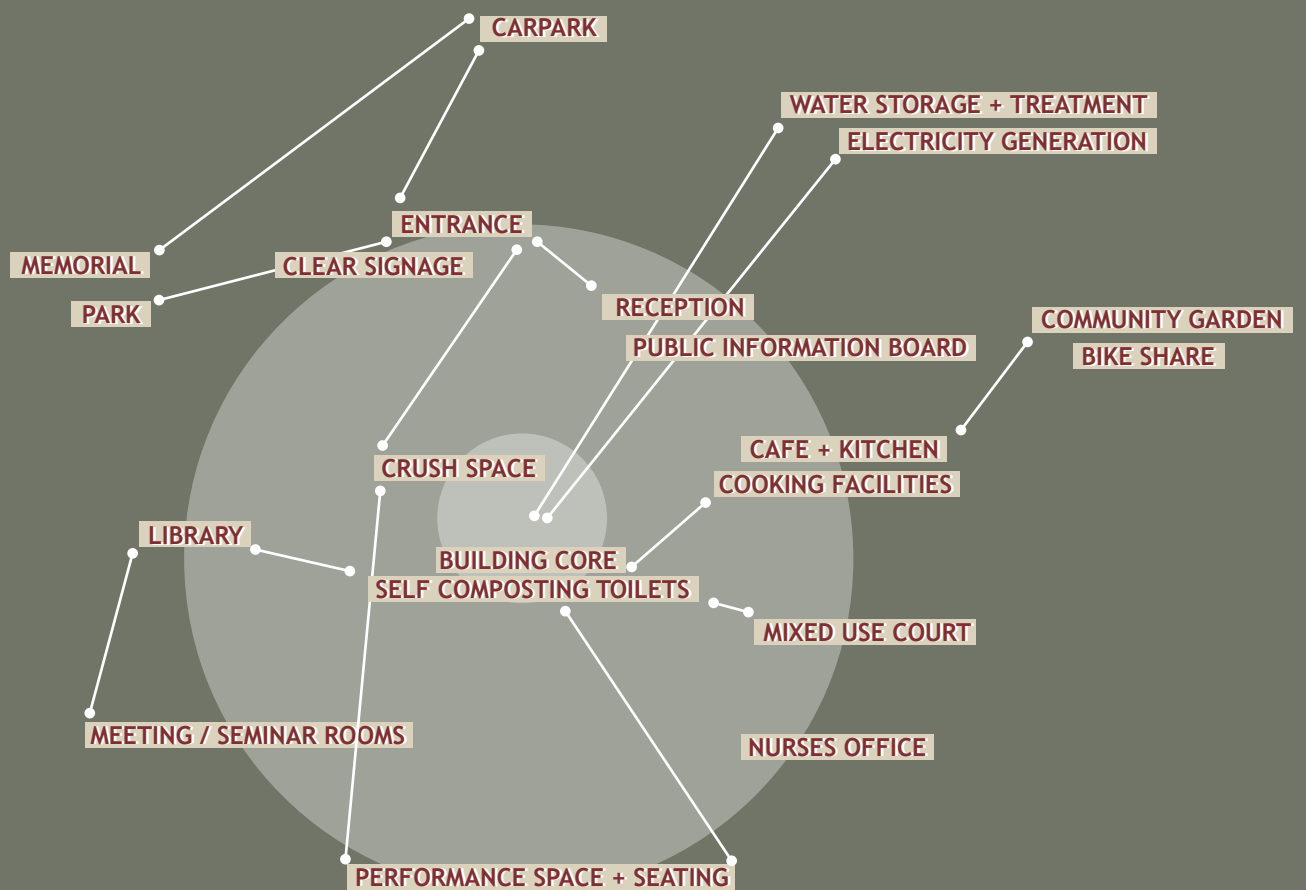 CARPARK
WATER STORAGE + TREATMENT
ELECTRICITY GENERATION
ENTRANCE
MEMORIAL
CLEAR SIGNAGE
PARK
RECEPTION
COMMUNITY GARDEN
PUBLIC INFORMATION BOARD
BIKE SHARE
CAFE + KITCHEN
CRUSH SPACE
COOKING FACILITIES
LIBRARY
BUILDING CORE
SELF COMPOSTING TOILETS
MIXED USE COURT
MEETING / SEMINAR ROOMS
NURSES OFFICE
PERFORMANCE SPACE + SEATING